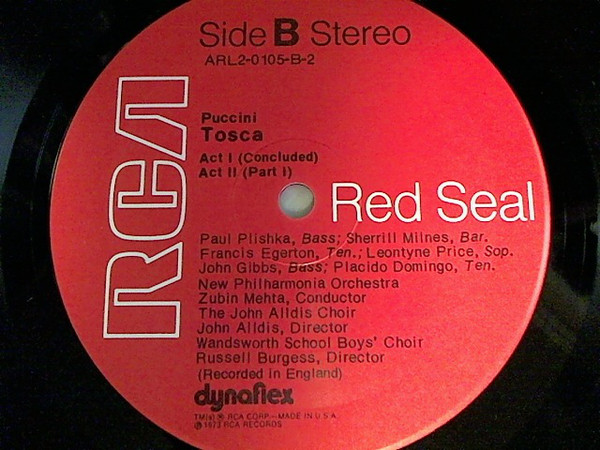 Side B Stereo
ARL2-0105-B-2
RCA
Puccini
Tosca
Act I (Concluded)
Act II (Part I)
Red Seal
Paul Plishka, Bass; Sherrill Milnes, Bar.
Francis Egerton, Ten.; Leontyne Price, Sop.
John Gibbs, Bass; Placido Domingo, Ten.
New Philharmonia Orchestra
Zubin Mehta, Conductor
The John Alldis Choir
John Alldis, Director
Wandsworth School Boys' Choir
Russell Burgess, Director
(Recorded in England)
dynaflex
TM(s) ® RCA CORP.—MADE IN U.S.A.
℗ 1973 RCA RECORDS